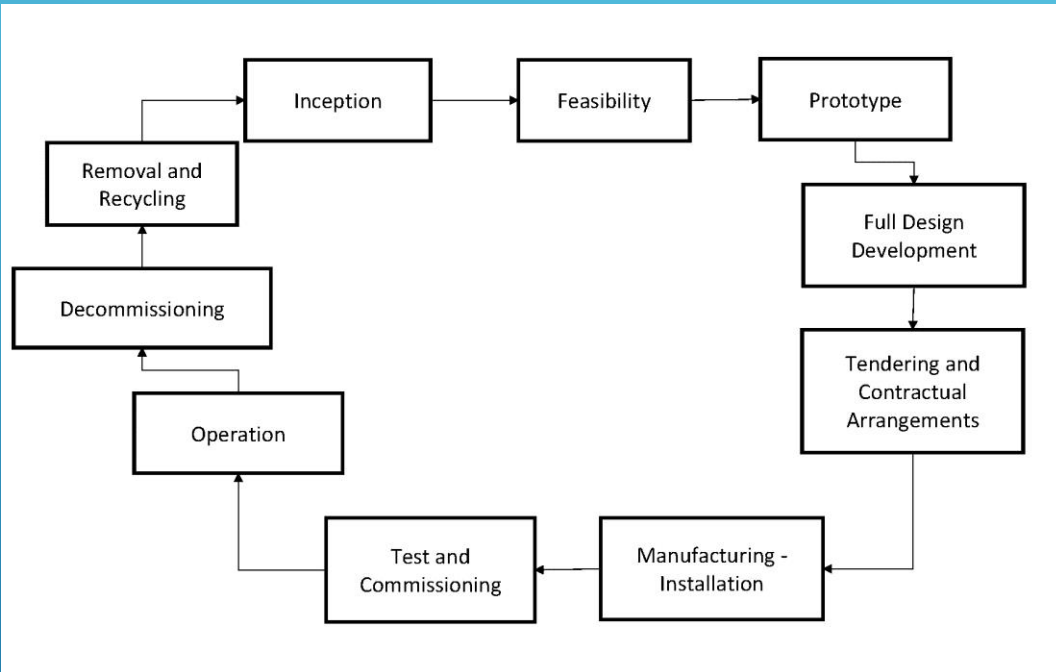 Inception
Feasibility
Prototype
Full Design
Development
Tendering and
Contractual
Arrangements
Manufacturing -
Installation
Test and
Commissioning
Operation
Decommissioning
Removal and
Recycling